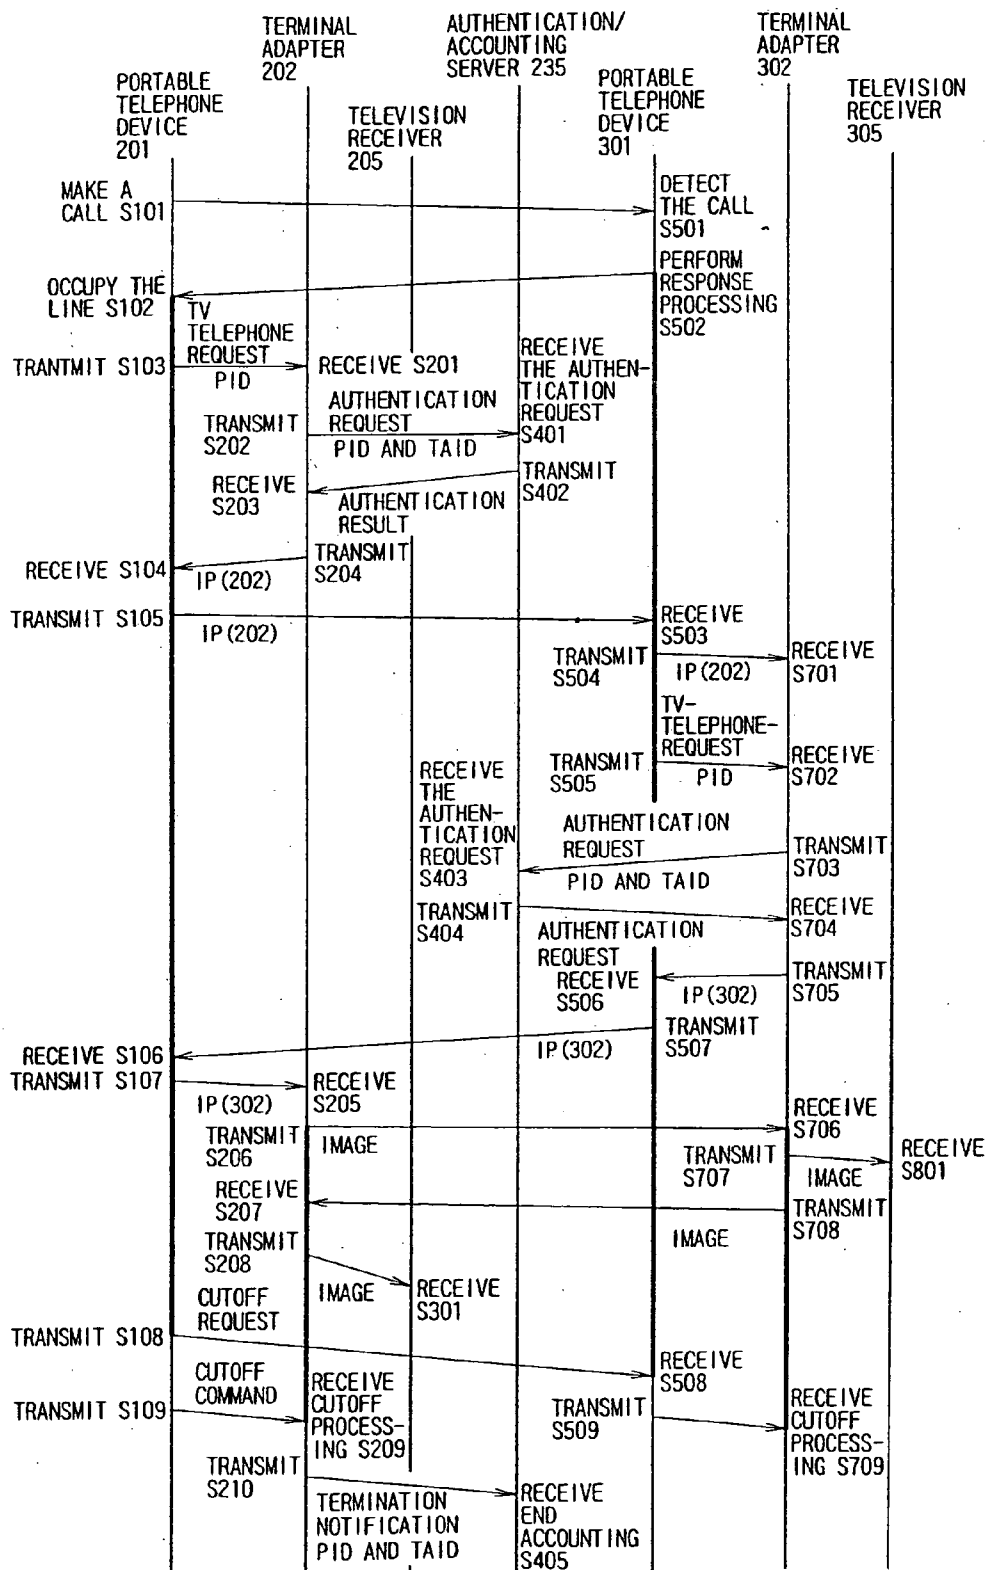 TERMINAL
ADAPTER
202
AUTHENTICATION/
ACCOUNTING
SERVER 235
TERMINAL
ADAPTER
302
PORTABLE
TELEPHONE
DEVICE
201
TELEVISION
RECEIVER
205
PORTABLE
TELEPHONE
DEVICE
301
TELEVISION
RECEIVER
305
MAKE A
CALL S101
DETECT
THE CALL
S501
PERFORM
RESPONSE
PROCESSING
S502
OCCUPY THE
LINE S102
TV
TELEPHONE
REQUEST
PID
TRANTMIT S103
RECEIVE S201
RECEIVE
THE AUTHEN-
TICATION
REQUEST
S401
TRANSMIT
S202
AUTHENTICATION
REQUEST
PID AND TAID
TRANSMIT
S402
RECEIVE
S203
AUTHENTICATION
RESULT
TRANSMIT
S204
RECEIVE S104
IP(202)
TRANSMIT S105
IP(202)
RECEIVE
S503
TRANSMIT
S504
IP(202)
RECEIVE
S701
TV-
TELEPHONE-
REQUEST
PID
TRANSMIT
S505
RECEIVE
S702
RECEIVE
THE
AUTHEN-
TICATION
REQUEST
S403
AUTHENTICATION
REQUEST
PID AND TAID
TRANSMIT
S703
TRANSMIT
S404
RECEIVE
S704
AUTHENTICATION
REQUEST
RECEIVE
S506
IP(302)
TRANSMIT
S705
TRANSMIT
S507
IP(302)
RECEIVE S106
TRANSMIT S107
IP(302)
RECEIVE
S205
TRANSMIT
S206
IMAGE
RECEIVE
S706
TRANSMIT
S707
IMAGE
RECEIVE
S801
RECEIVE
S207
IMAGE
TRANSMIT
S708
TRANSMIT
S208
IMAGE
RECEIVE
S301
CUTOFF
REQUEST
TRANSMIT S108
RECEIVE
S508
CUTOFF
COMMAND
TRANSMIT S109
RECEIVE
CUTOFF
PROCESS-
ING S209
TRANSMIT
S509
RECEIVE
CUTOFF
PROCESS-
ING S709
TRANSMIT
S210
TERMINATION
NOTIFICATION
PID AND TAID
RECEIVE
END
ACCOUNTING
S405